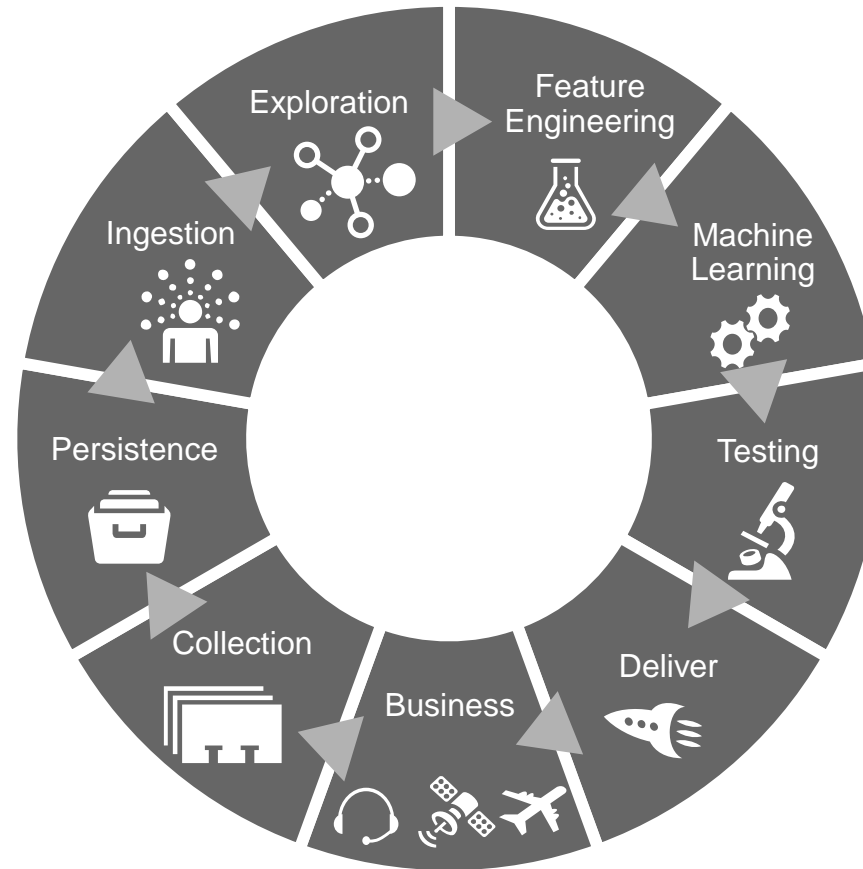 Exploration
Feature
Engineering
Ingestion
Machine
Learning
Persistence
Testing
Collection
Deliver
Business